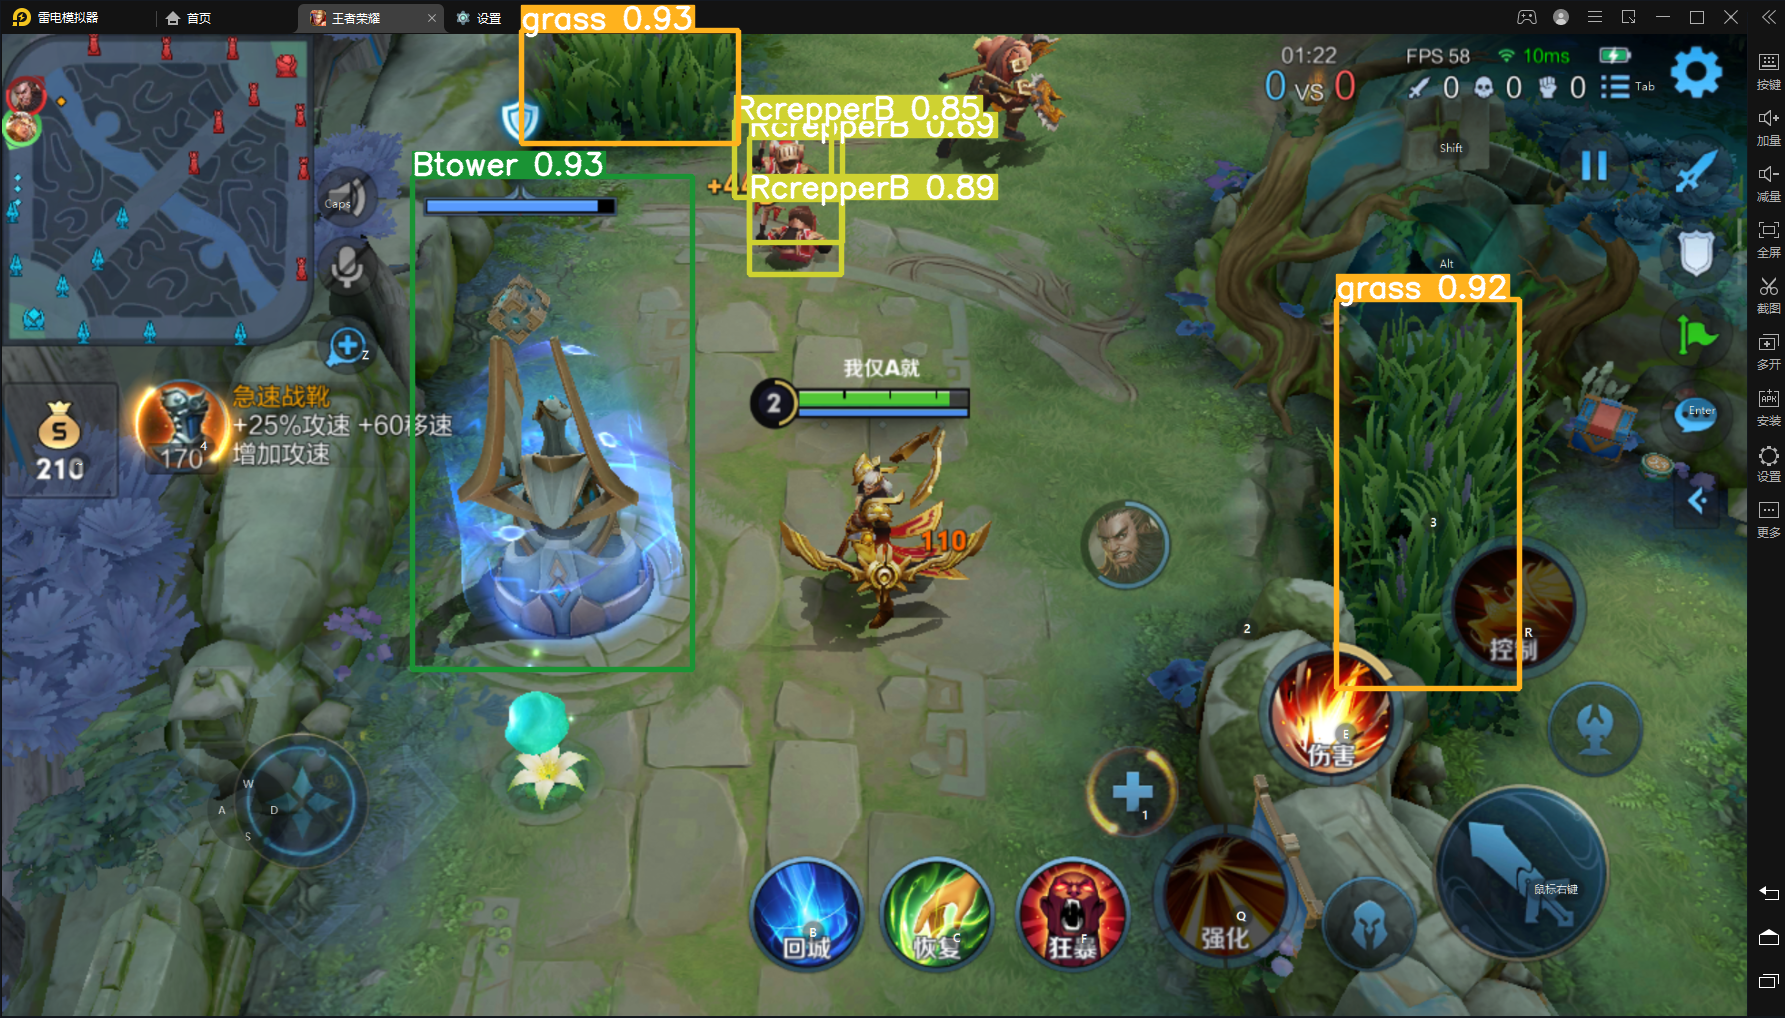 雷电模拟器
首页
王者荣耀
设置
grass 0.93
01:22
FPS 58
10ms
0 VS 0
0
0
0
Tab
按键
加量
减量
全屏
截图
多开
安装
设置
更多
RcrepperB 0.85
RcrepperB 0.69
Btower 0.93
RcrepperB 0.89
Shift
Caps
Alt
grass 0.92
Z
我仅A就
2
急速战靴
+25%攻速 +60移速
增加攻速
170
4
210
~
S
Enter
APK
110
3
2
R
控制
E
伤害
W
A
D
S
1
B
回城
C
恢复
F
狂暴
Q
强化
鼠标右键